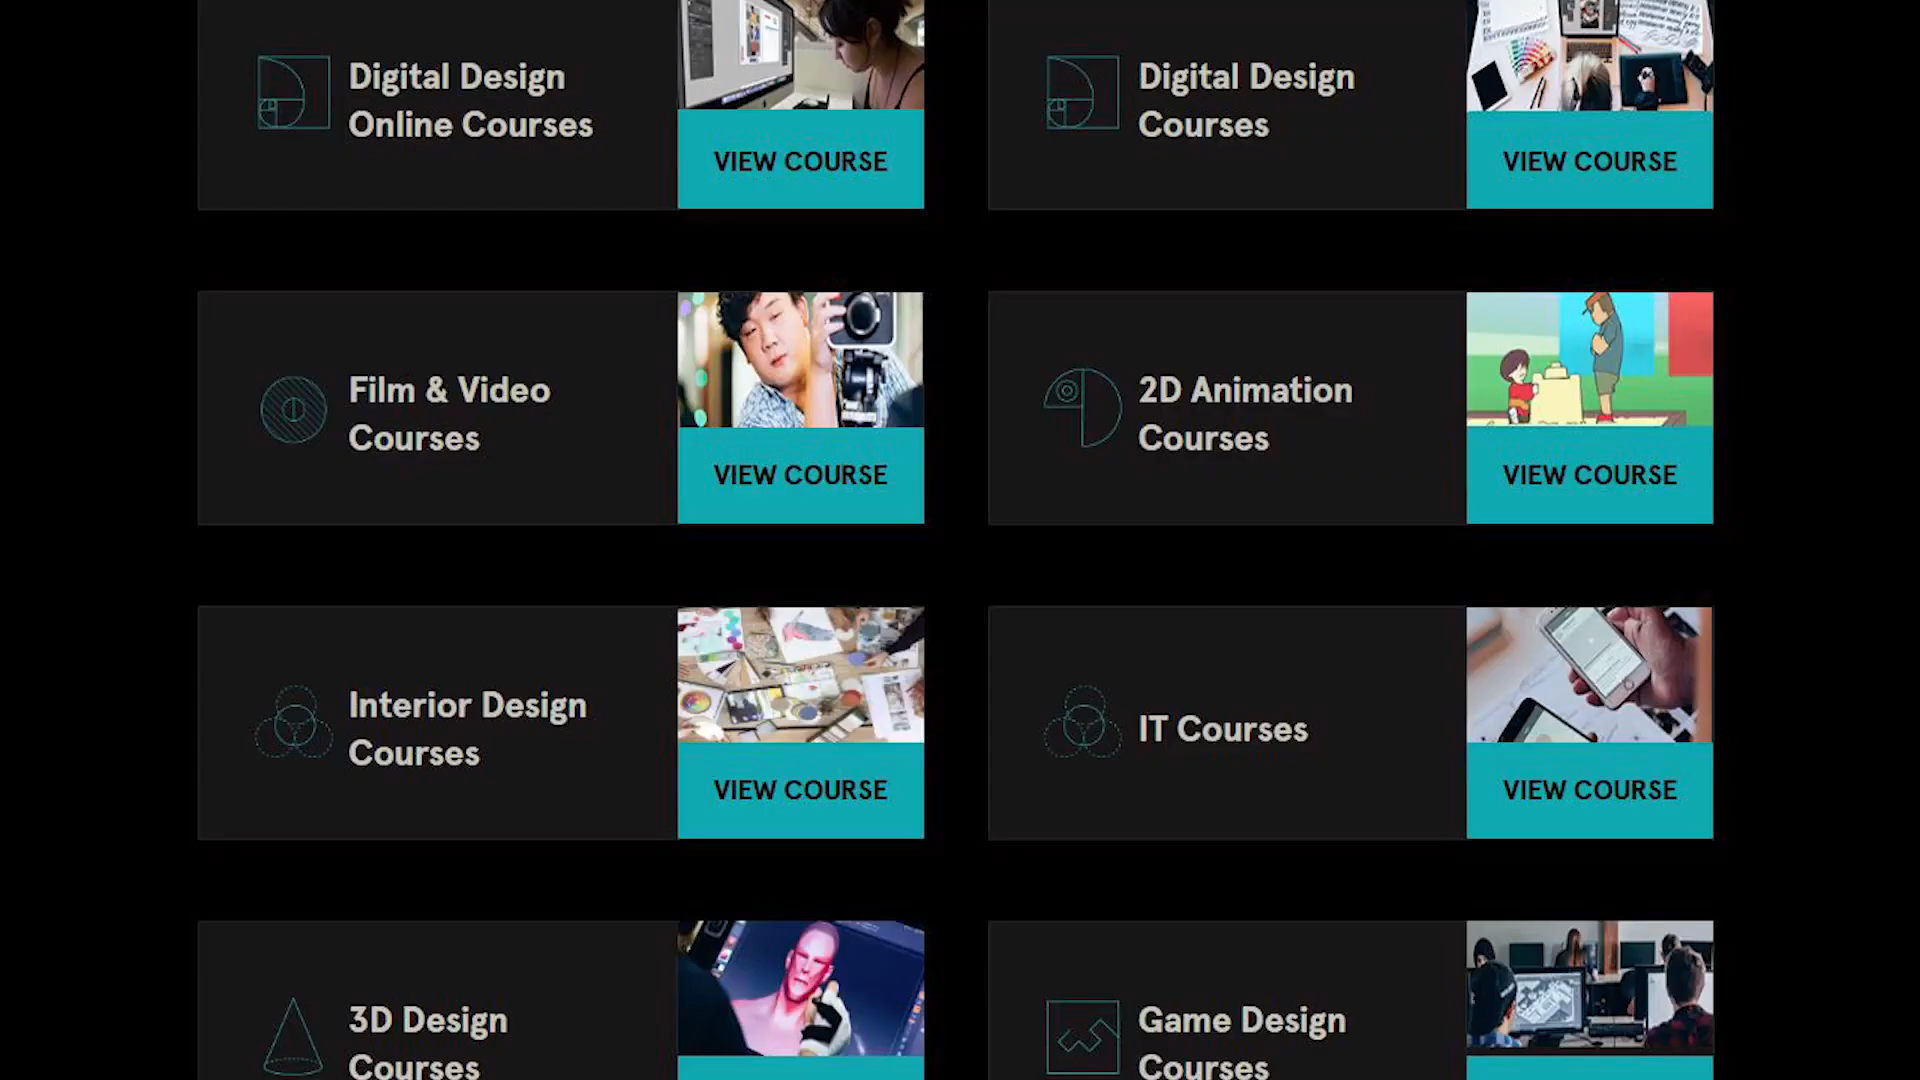 Digital Design
Online Courses
VIEW COURSE
Digital Design
Courses
VIEW COURSE
Film & Video
Courses
VIEW COURSE
2D Animation
Courses
VIEW COURSE
Interior Design
Courses
VIEW COURSE
IT Courses
VIEW COURSE
3D Design
Courses
Game Design
Courses